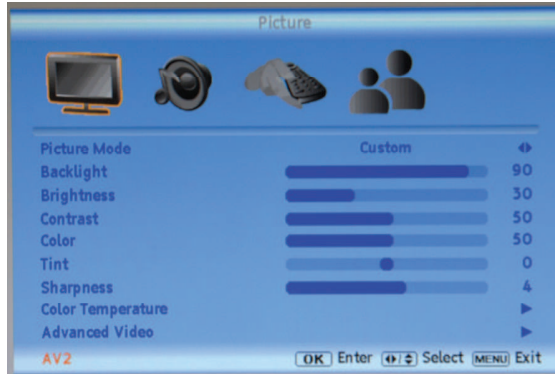 Picture
Picture Mode Custom
Backlight 90
Brightness 30
Contrast 50
Color 50
Tint 0
Sharpness 4
Color Temperature
Advanced Video
AV2 OK Enter Select MENU Exit